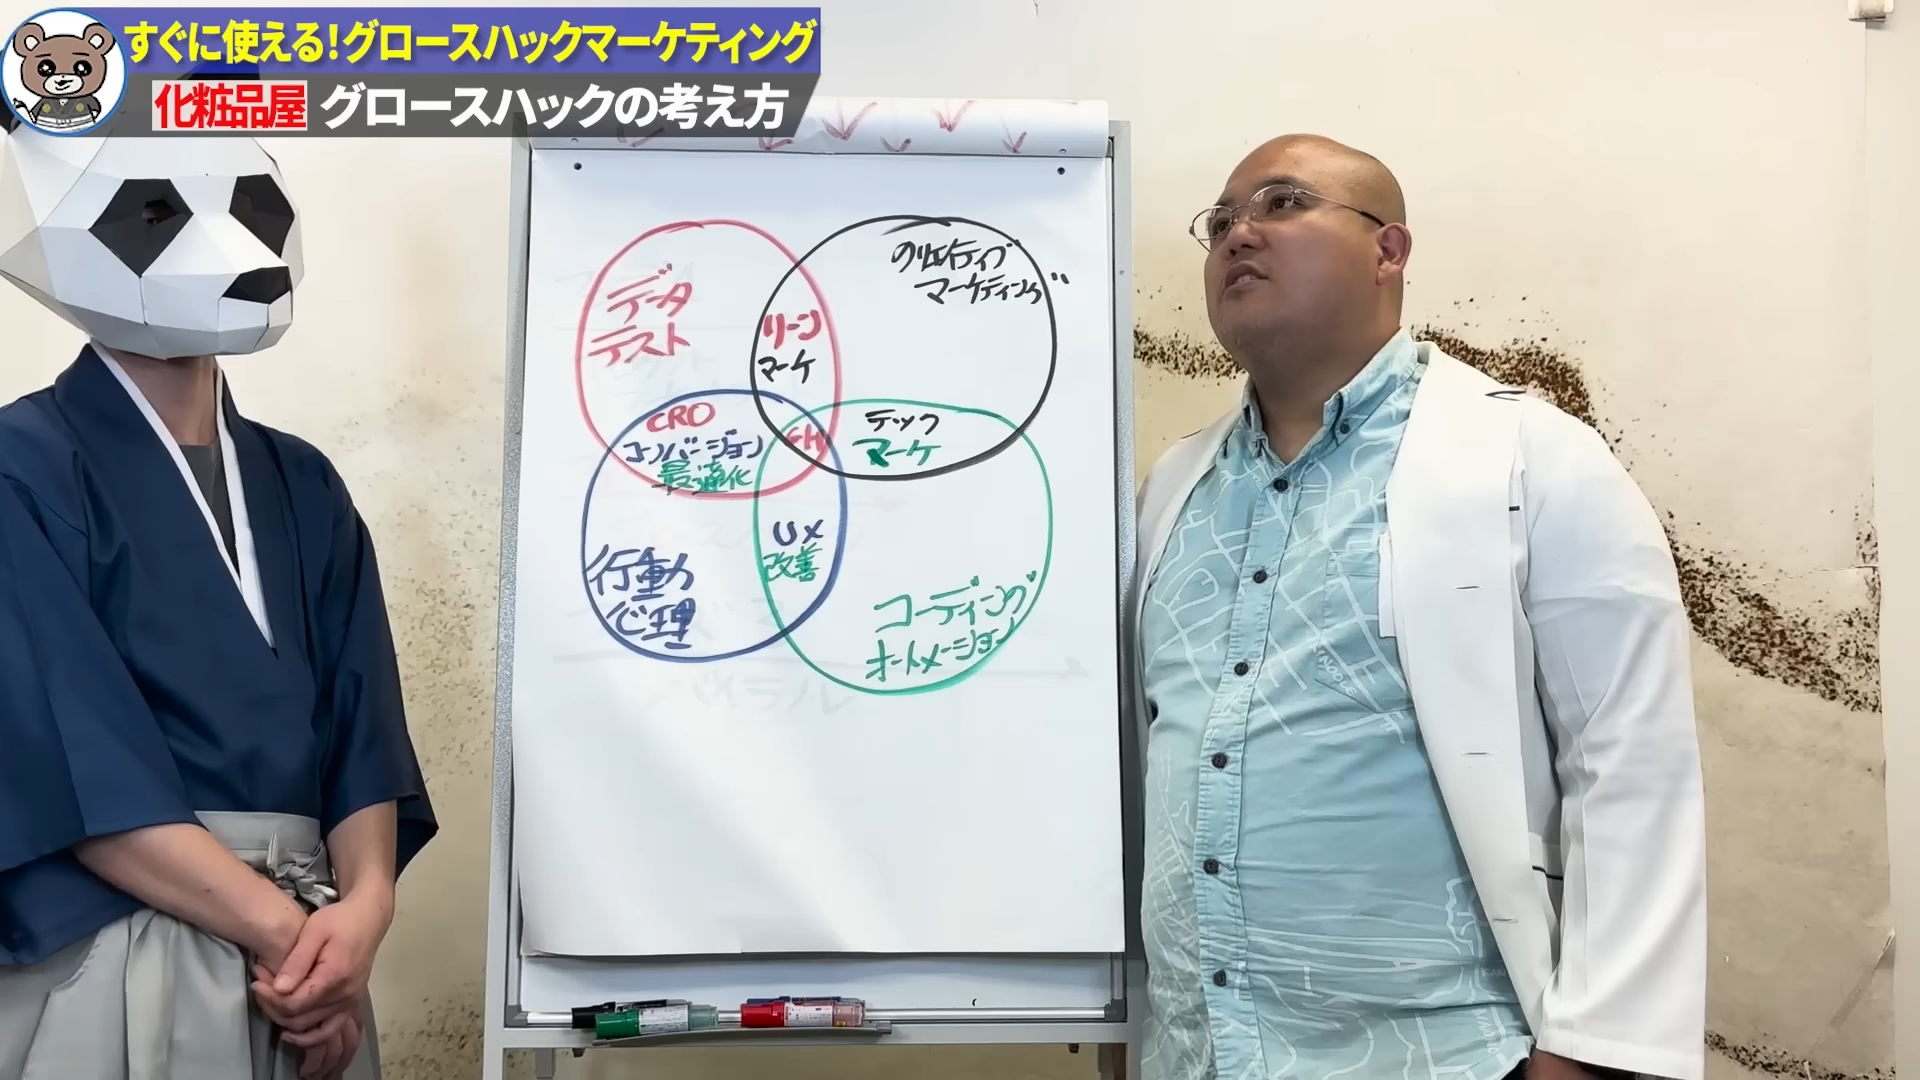 すぐに使える！グロースハックマーケティング
化粧品屋 グロースハックの考え方
データ
テスト
クリエイティブ
マーケティング
リーン
マーケ
CRO
コンバージョン
最適化
GH
テック
マーケ
UX
改善
行動
心理
コーディング
オートメーション
バイラル